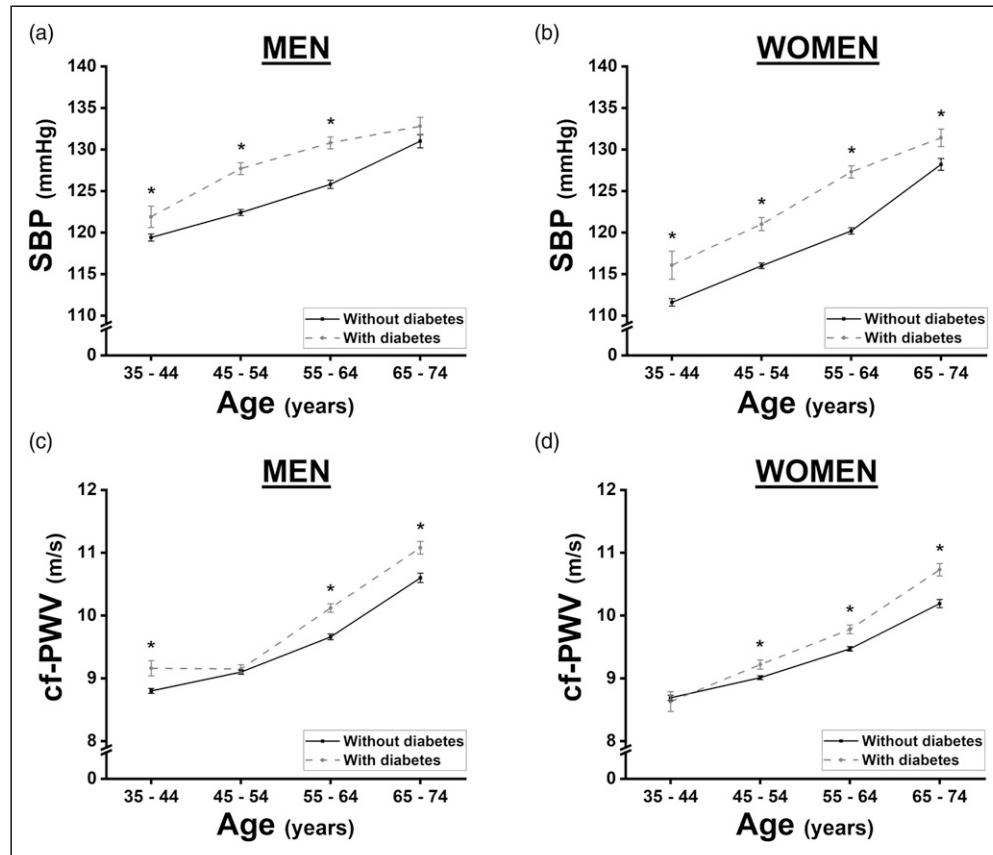 (a)
MEN
140
135
130
125
120
115
110
0
SBP (mmHg)
* * *
Without diabetes
With diabetes
35 - 44 45 - 54 55 - 64 65 - 74
Age (years)
(b)
WOMEN
140
135
130
125
120
115
110
0
SBP (mmHg)
* * * *
Without diabetes
With diabetes
35 - 44 45 - 54 55 - 64 65 - 74
Age (years)
(c)
MEN
12
11
10
9
8
0
cf-PWV (m/s)
* * *
Without diabetes
With diabetes
35 - 44 45 - 54 55 - 64 65 - 74
Age (years)
(d)
WOMEN
12
11
10
9
8
0
cf-PWV (m/s)
* * *
Without diabetes
With diabetes
35 - 44 45 - 54 55 - 64 65 - 74
Age (years)